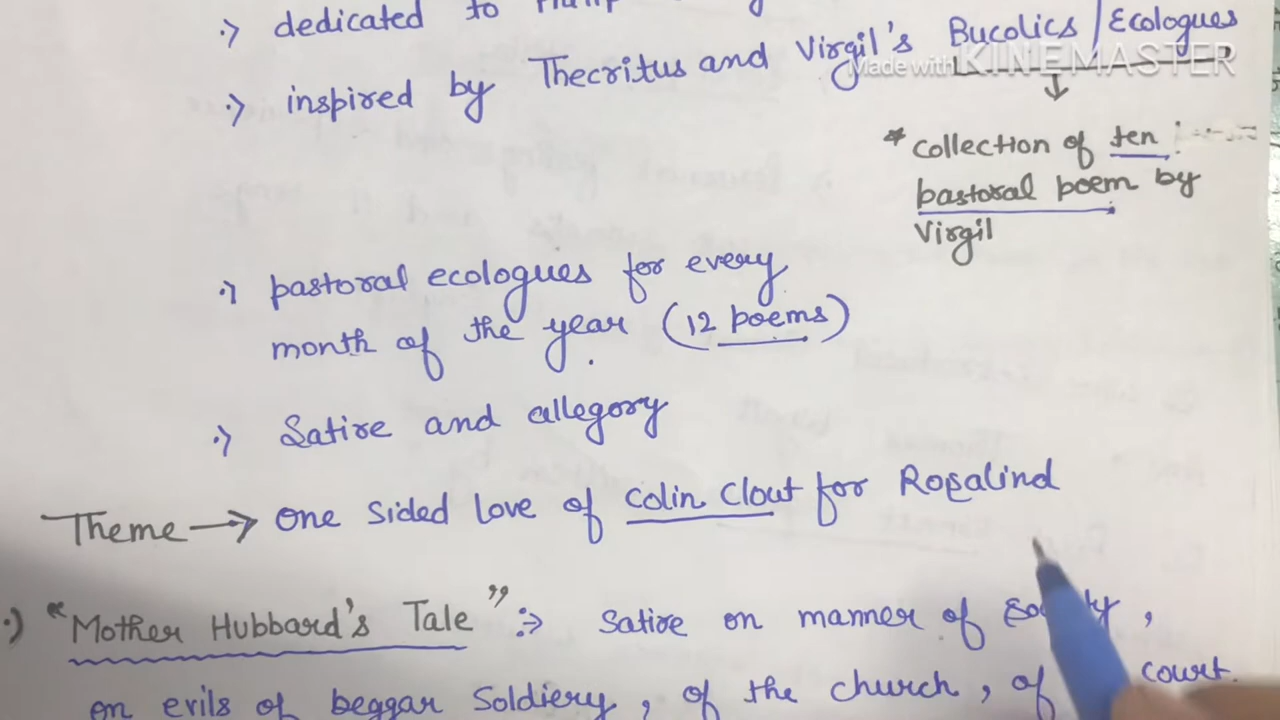 :) dedicated to
:) inspired by Thecritus and Virgil's Bucolics / Ecologues
Made with KINEMASTER
* collection of ten
pastoral poem by
Virgil
:) pastoral ecologues for every
month of the year (12 poems)
:) Satire and allegory
Theme → One sided love of Colin Clout for Rosalind
:) "Mother Hubbard's Tale" :→ Satire on manner of ,
on evils of beggar Soldiery, of the church, of court.